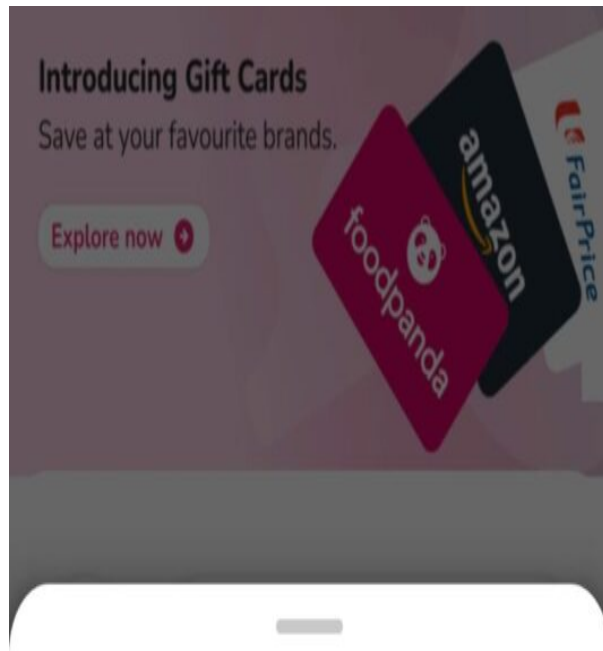 Introducing Gift Cards
Save at your favourite brands.
Explore now
foodpanda
amazon
FairPrice